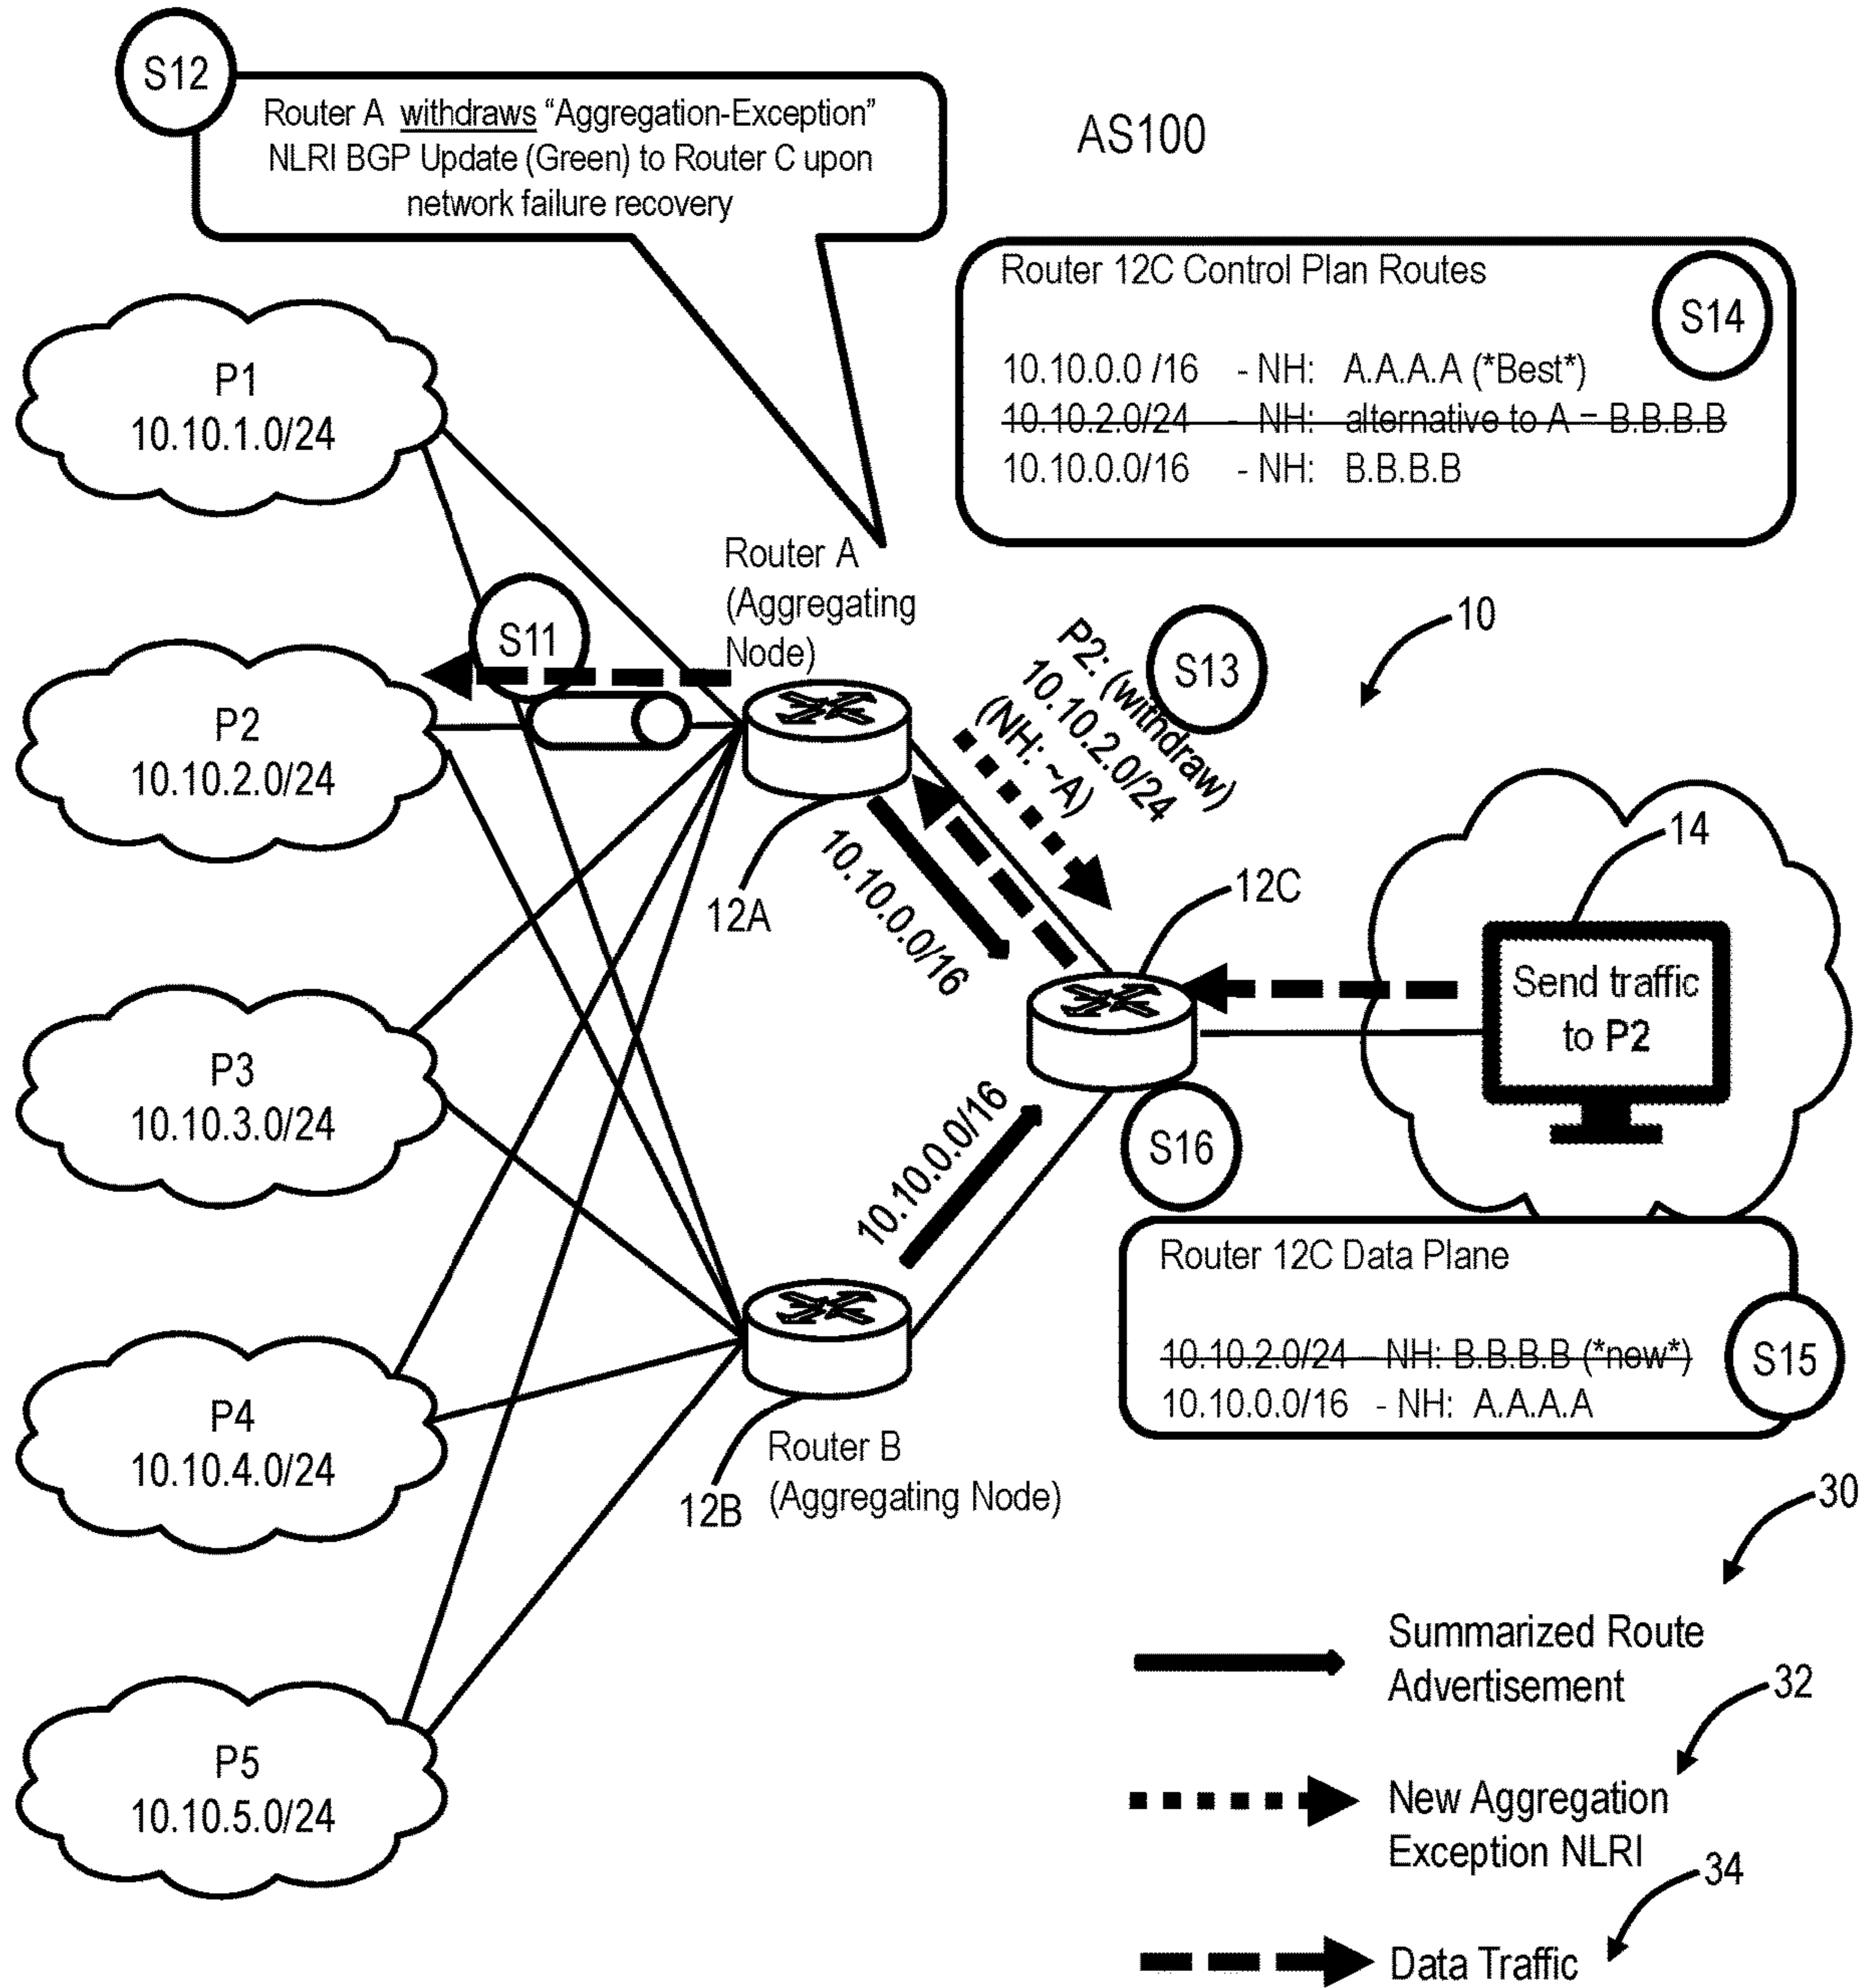 S12
Router A withdraws “Aggregation-Exception”
NLRI BGP Update (Green) to Router C upon
network failure recovery
AS100
Router 12C Control Plan Routes
S14
10.10.0.0 /16 - NH: A.A.A.A (*Best*)
10.10.2.0/24 - NH: alternative to A = B.B.B.B
10.10.0.0/16 - NH: B.B.B.B
P1
10.10.1.0/24
Router A
(Aggregating
Node)
S11
S13
10
P2: (withdraw)
10.10.2.0/24
(NH: ~A)
P2
10.10.2.0/24
12A
10.10.0.0/16
12C
14
Send traffic
to P2
P3
10.10.3.0/24
10.10.0.0/16
S16
Router 12C Data Plane
10.10.2.0/24 - NH: B.B.B.B (*new*)
10.10.0.0/16 - NH: A.A.A.A
S15
P4
10.10.4.0/24
Router B
(Aggregating Node)
12B
30
Summarized Route
Advertisement
32
P5
10.10.5.0/24
New Aggregation
Exception NLRI
34
Data Traffic